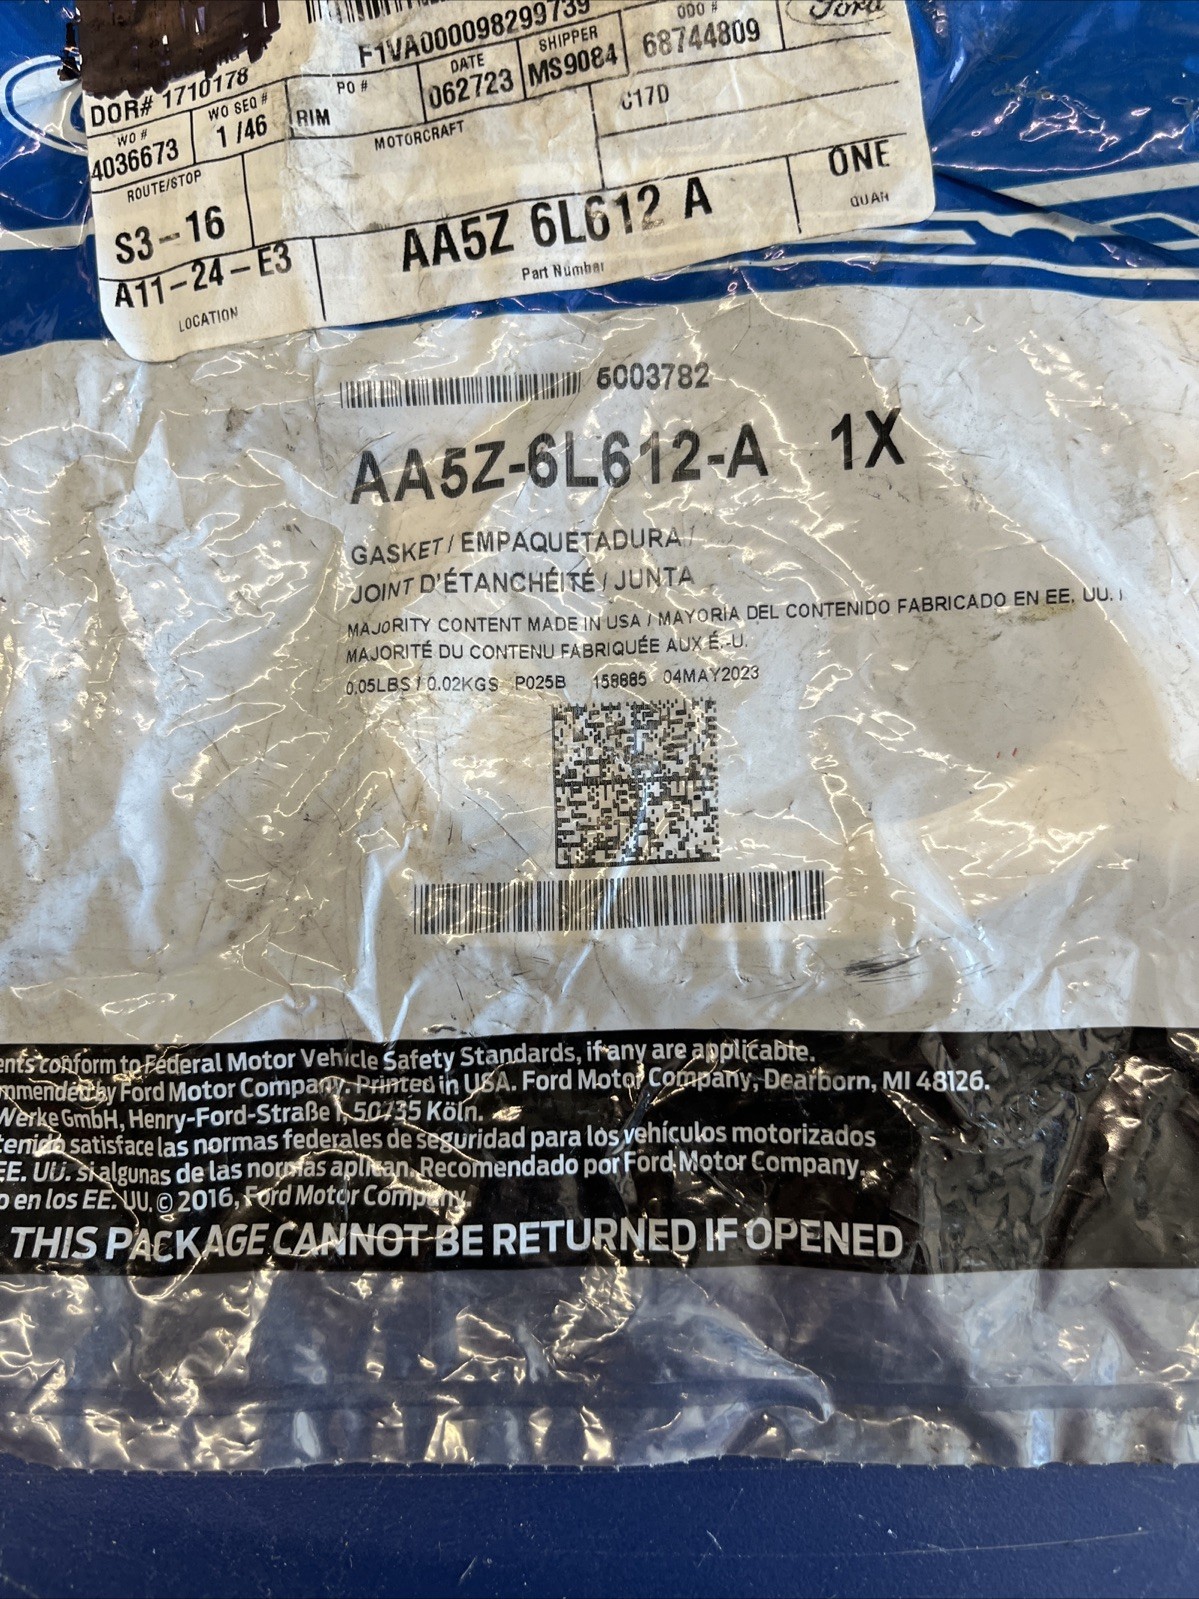 F1VA000098299739
DOR# 1710178
PO #
DATE
062723
SHIPPER
MS9084
000 #
68744809
Ford
WO #
4036673
WO SEQ #
1 /46
RIM
MOTORCRAFT
C17D
ROUTE/STOP
S3-16
AA5Z 6L612 A
Part Number
ONE
QUAN
A11-24-E3
LOCATION
5003782
AA5Z-6L612-A 1X
GASKET / EMPAQUETADURA /
JOINT D'ÉTANCHÉITÉ / JUNTA
MAJORITY CONTENT MADE IN USA / MAYORIA DEL CONTENIDO FABRICADO EN EE. UU. /
MAJORITÉ DU CONTENU FABRIQUÉE AUX É.-U.
0.05LBS / 0.02KGS P025B 158885 04MAY2023
ents conform to Federal Motor Vehicle Safety Standards, if any are applicable.
mmended by Ford Motor Company. Printed in USA. Ford Motor Company, Dearborn, MI 48126.
Werke GmbH, Henry-Ford-Straße 1, 50735 Köln.
tenido satisface las normas federales de seguridad para los vehículos motorizados
EE. UU. si algunas de las normas aplican. Recomendado por Ford Motor Company.
o en los EE. UU. © 2016, Ford Motor Company.
THIS PACKAGE CANNOT BE RETURNED IF OPENED